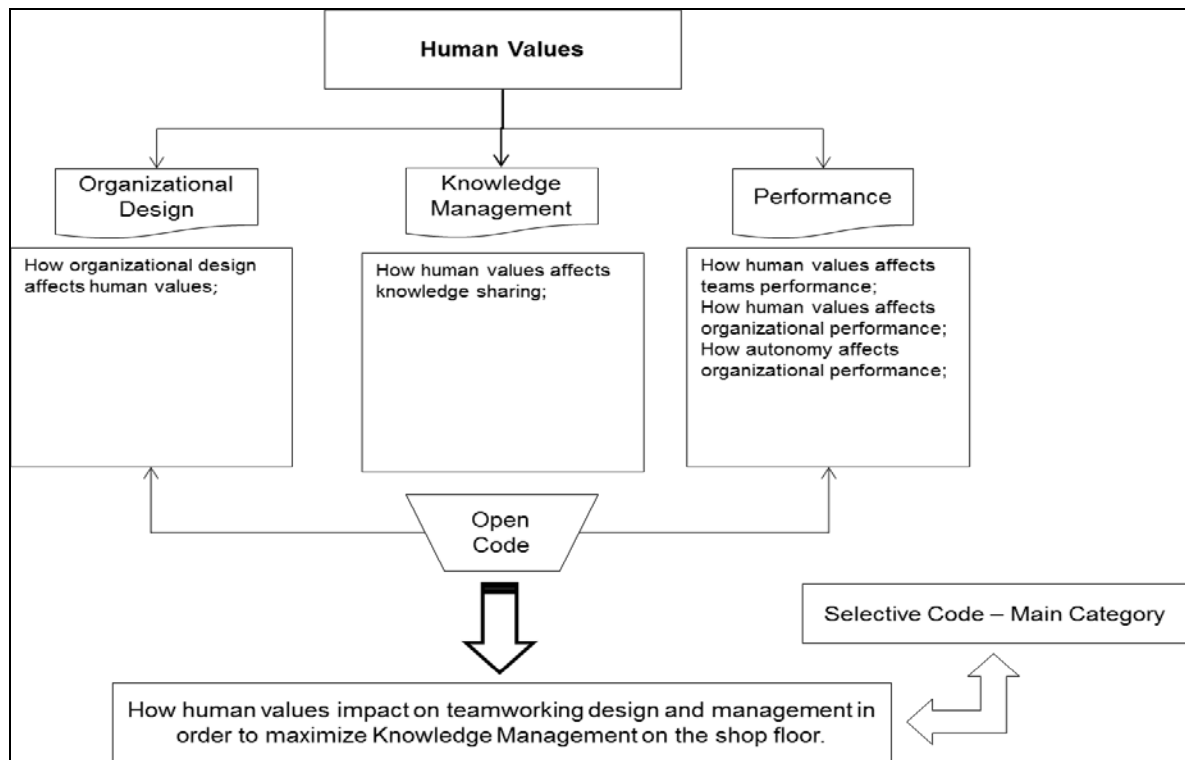 Human Values
Organizational
Design
Knowledge
Management
Performance
How organizational design
affects human values;
How human values affects
knowledge sharing;
How human values affects
teams performance;
How human values affects
organizational performance;
How autonomy affects
organizational performance;
Open
Code
Selective Code – Main Category
How human values impact on teamworking design and management in
order to maximize Knowledge Management on the shop floor.